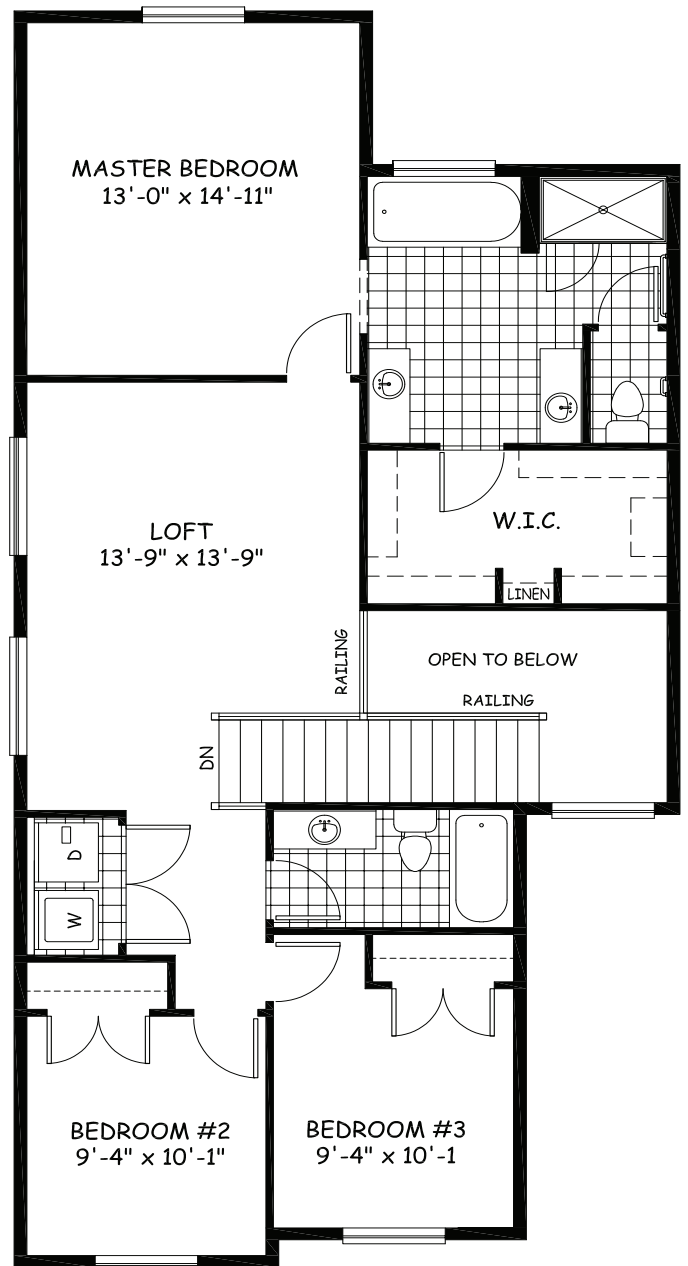 MASTER BEDROOM
13'-0" x 14'-11"
LOFT
13'-9" x 13'-9"
W.I.C.
LINEN
RAILING
OPEN TO BELOW
RAILING
DN
D
W
BEDROOM #2
9'-4" x 10'-1"
BEDROOM #3
9'-4" x 10'-1